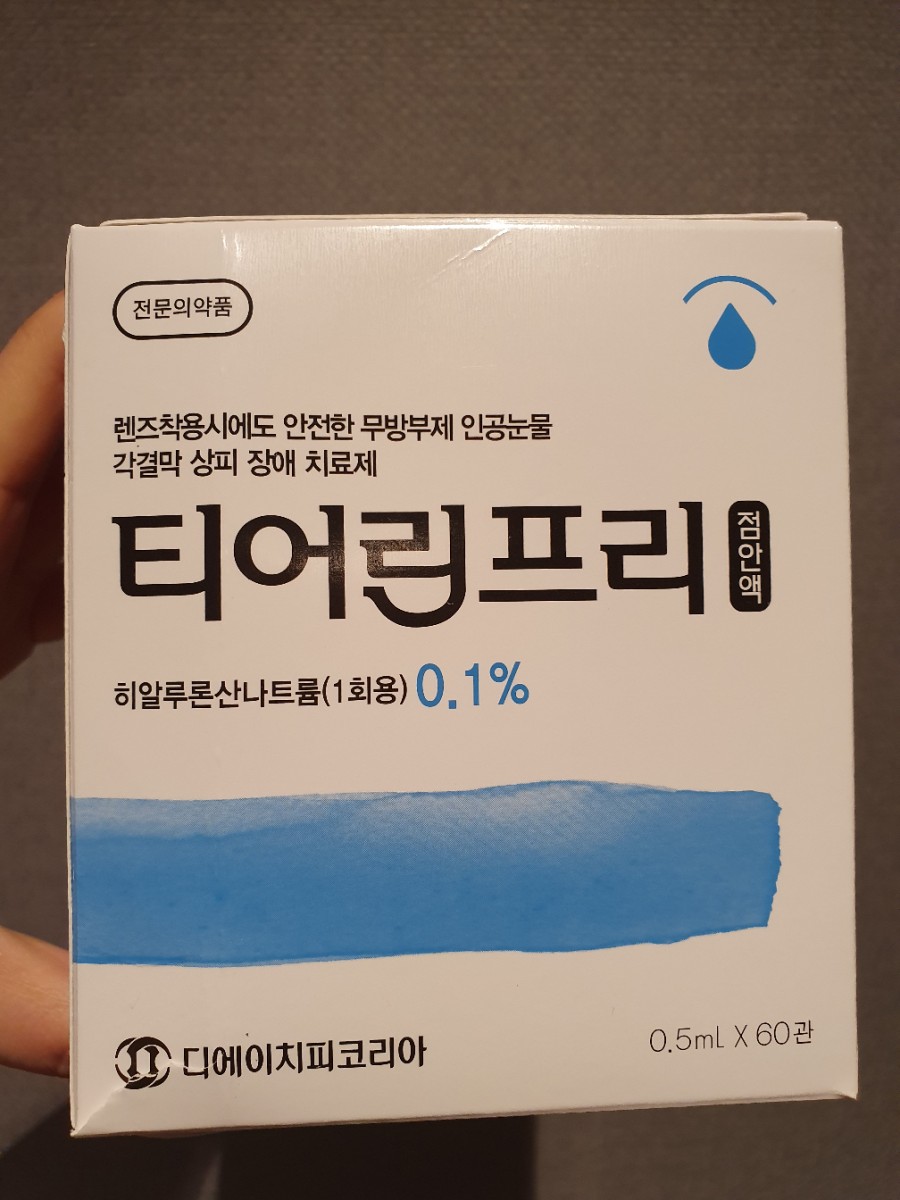 전문의약품
렌즈착용시에도 안전한 무방부제 인공눈물
각결막 상피 장애 치료제
티어링프리 점안액
히알루론산나트륨(1회용) 0.1%
디에이치피코리아
0.5mL X 60관